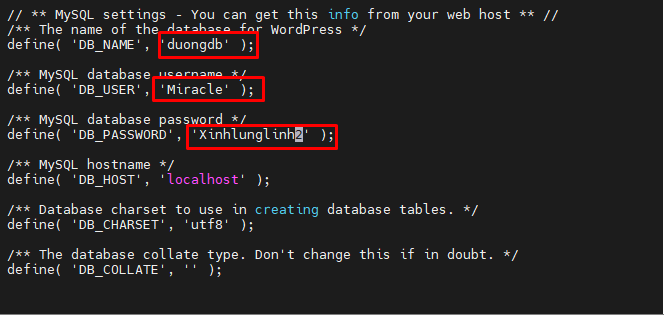 // ** MySQL settings - You can get this info from your web host ** //
/** The name of the database for WordPress */
define( 'DB_NAME', 'duongdb' );
/** MySQL database username */
define( 'DB_USER', 'Miracle' );
/** MySQL database password */
define( 'DB_PASSWORD', 'Xinhlunglinh2' );
/** MySQL hostname */
define( 'DB_HOST', 'localhost' );
/** Database charset to use in creating database tables. */
define( 'DB_CHARSET', 'utf8' );
/** The database collate type. Don't change this if in doubt. */
define( 'DB_COLLATE', '' );